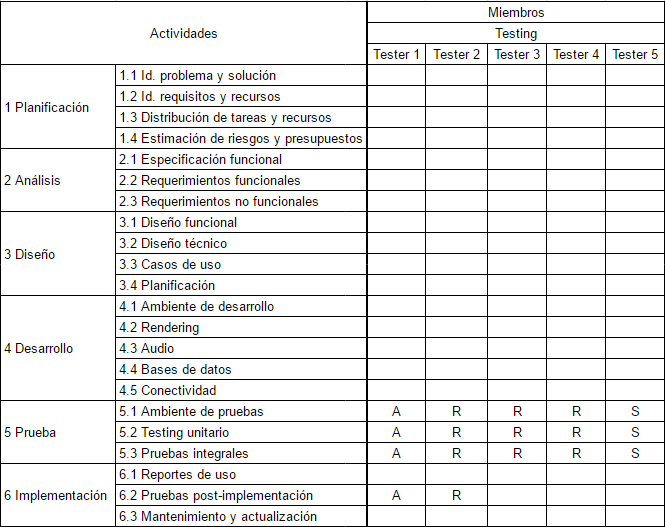 Actividades
Miembros
Testing
Tester 1 Tester 2 Tester 3 Tester 4 Tester 5
1 Planificación
1.1 Id. problema y solución
1.2 Id. requisitos y recursos
1.3 Distribución de tareas y recursos
1.4 Estimación de riesgos y presupuestos
2 Análisis
2.1 Especificación funcional
2.2 Requerimientos funcionales
2.3 Requerimientos no funcionales
3 Diseño
3.1 Diseño funcional
3.2 Diseño técnico
3.3 Casos de uso
3.4 Planificación
4 Desarrollo
4.1 Ambiente de desarrollo
4.2 Rendering
4.3 Audio
4.4 Bases de datos
4.5 Conectividad
5 Prueba
5.1 Ambiente de pruebas A R R R S
5.2 Testing unitario A R R R S
5.3 Pruebas integrales A R R R S
6 Implementación
6.1 Reportes de uso
6.2 Pruebas post-implementación A R
6.3 Mantenimiento y actualización